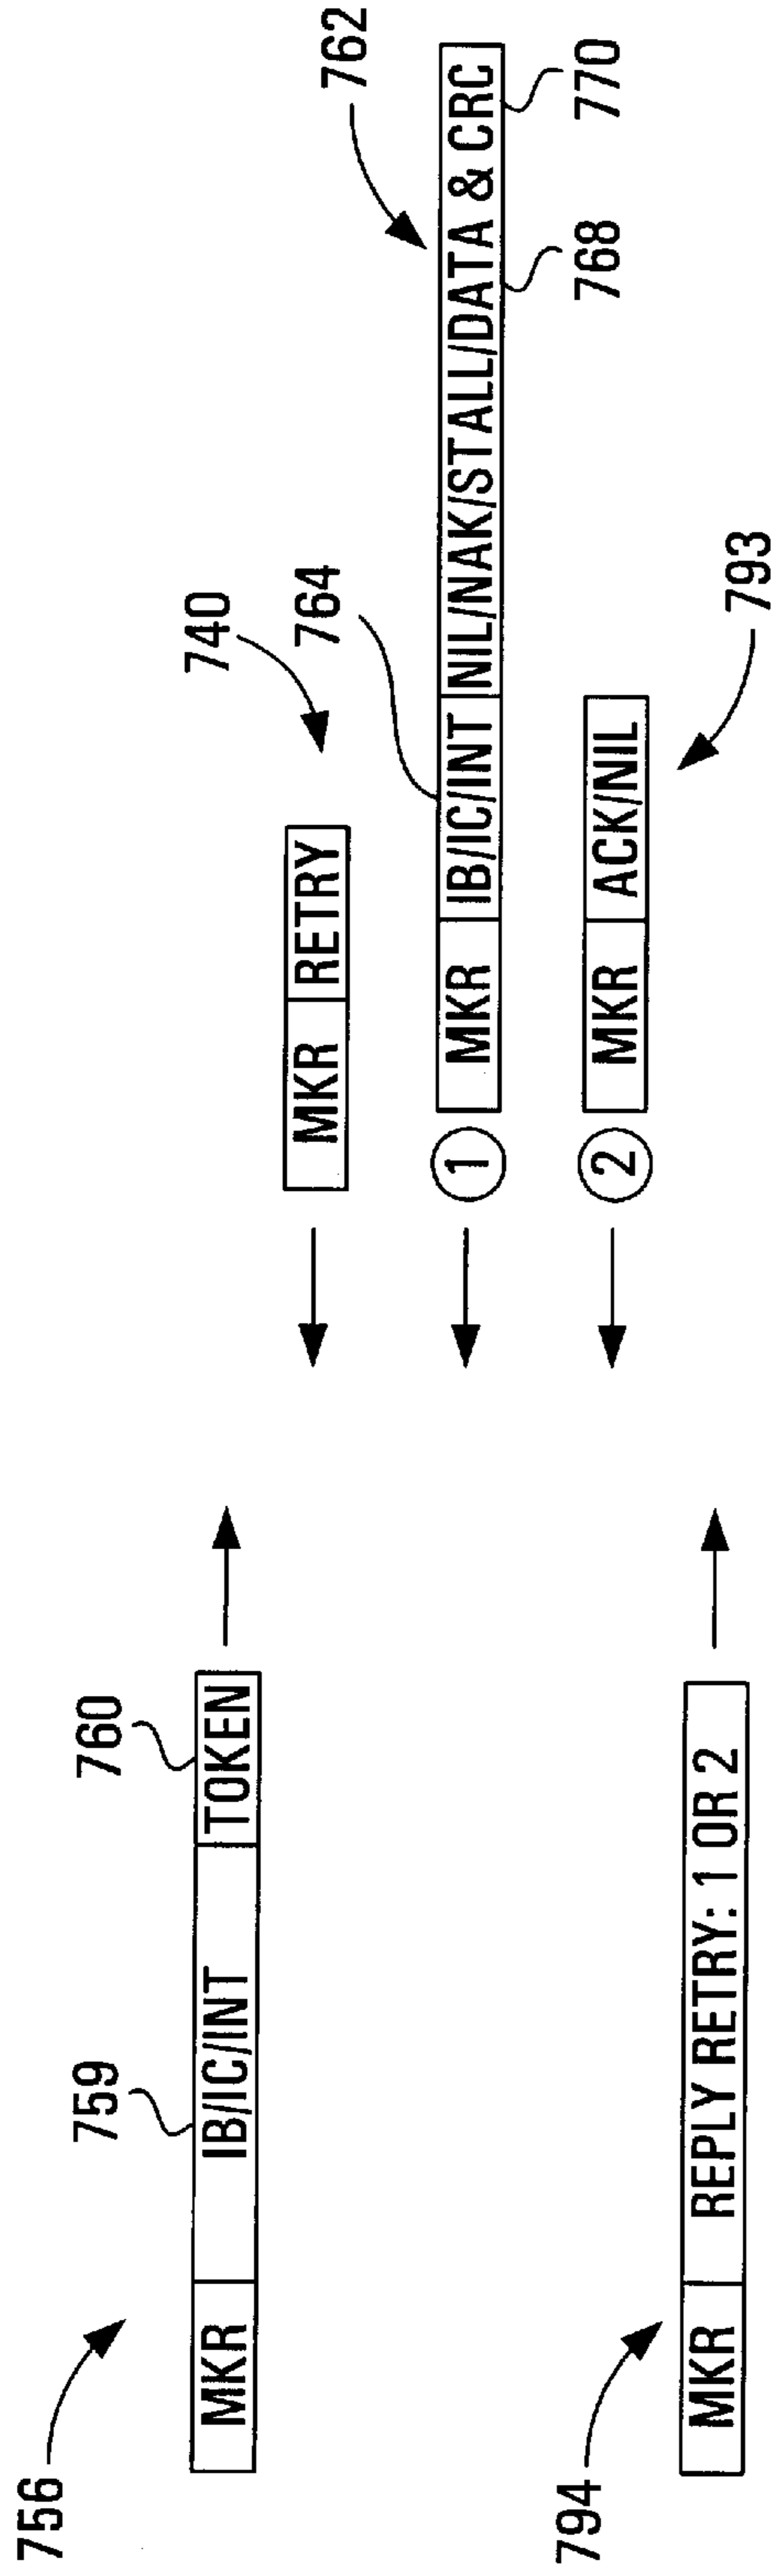 740
762
764
MKR RETRY
1 MKR IB/IC/INT NIL/NAK/STALL/DATA & CRC
768
770
2 MKR ACK/NIL
793
756
759
760
MKR IB/IC/INT TOKEN
794
MKR REPLY RETRY: 1 OR 2